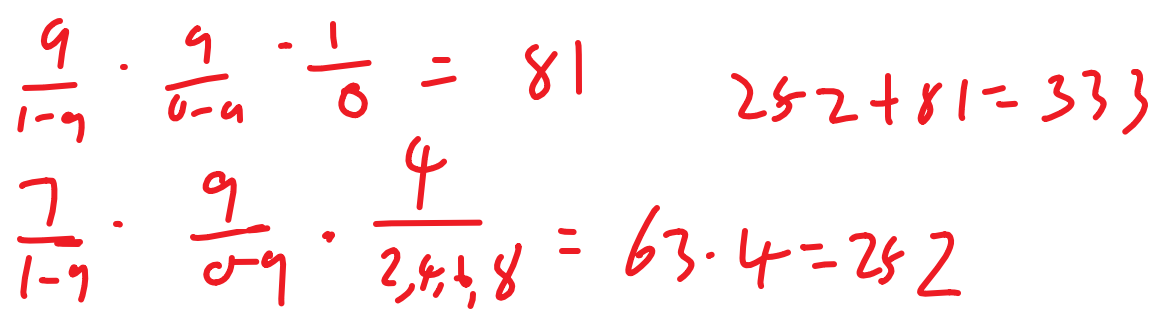 9/1-9 · 9/0-9 · 1/0 = 81
252+81=333
7/1-9 · 9/0-9 · 4/2,4,6,8 = 63·4=252